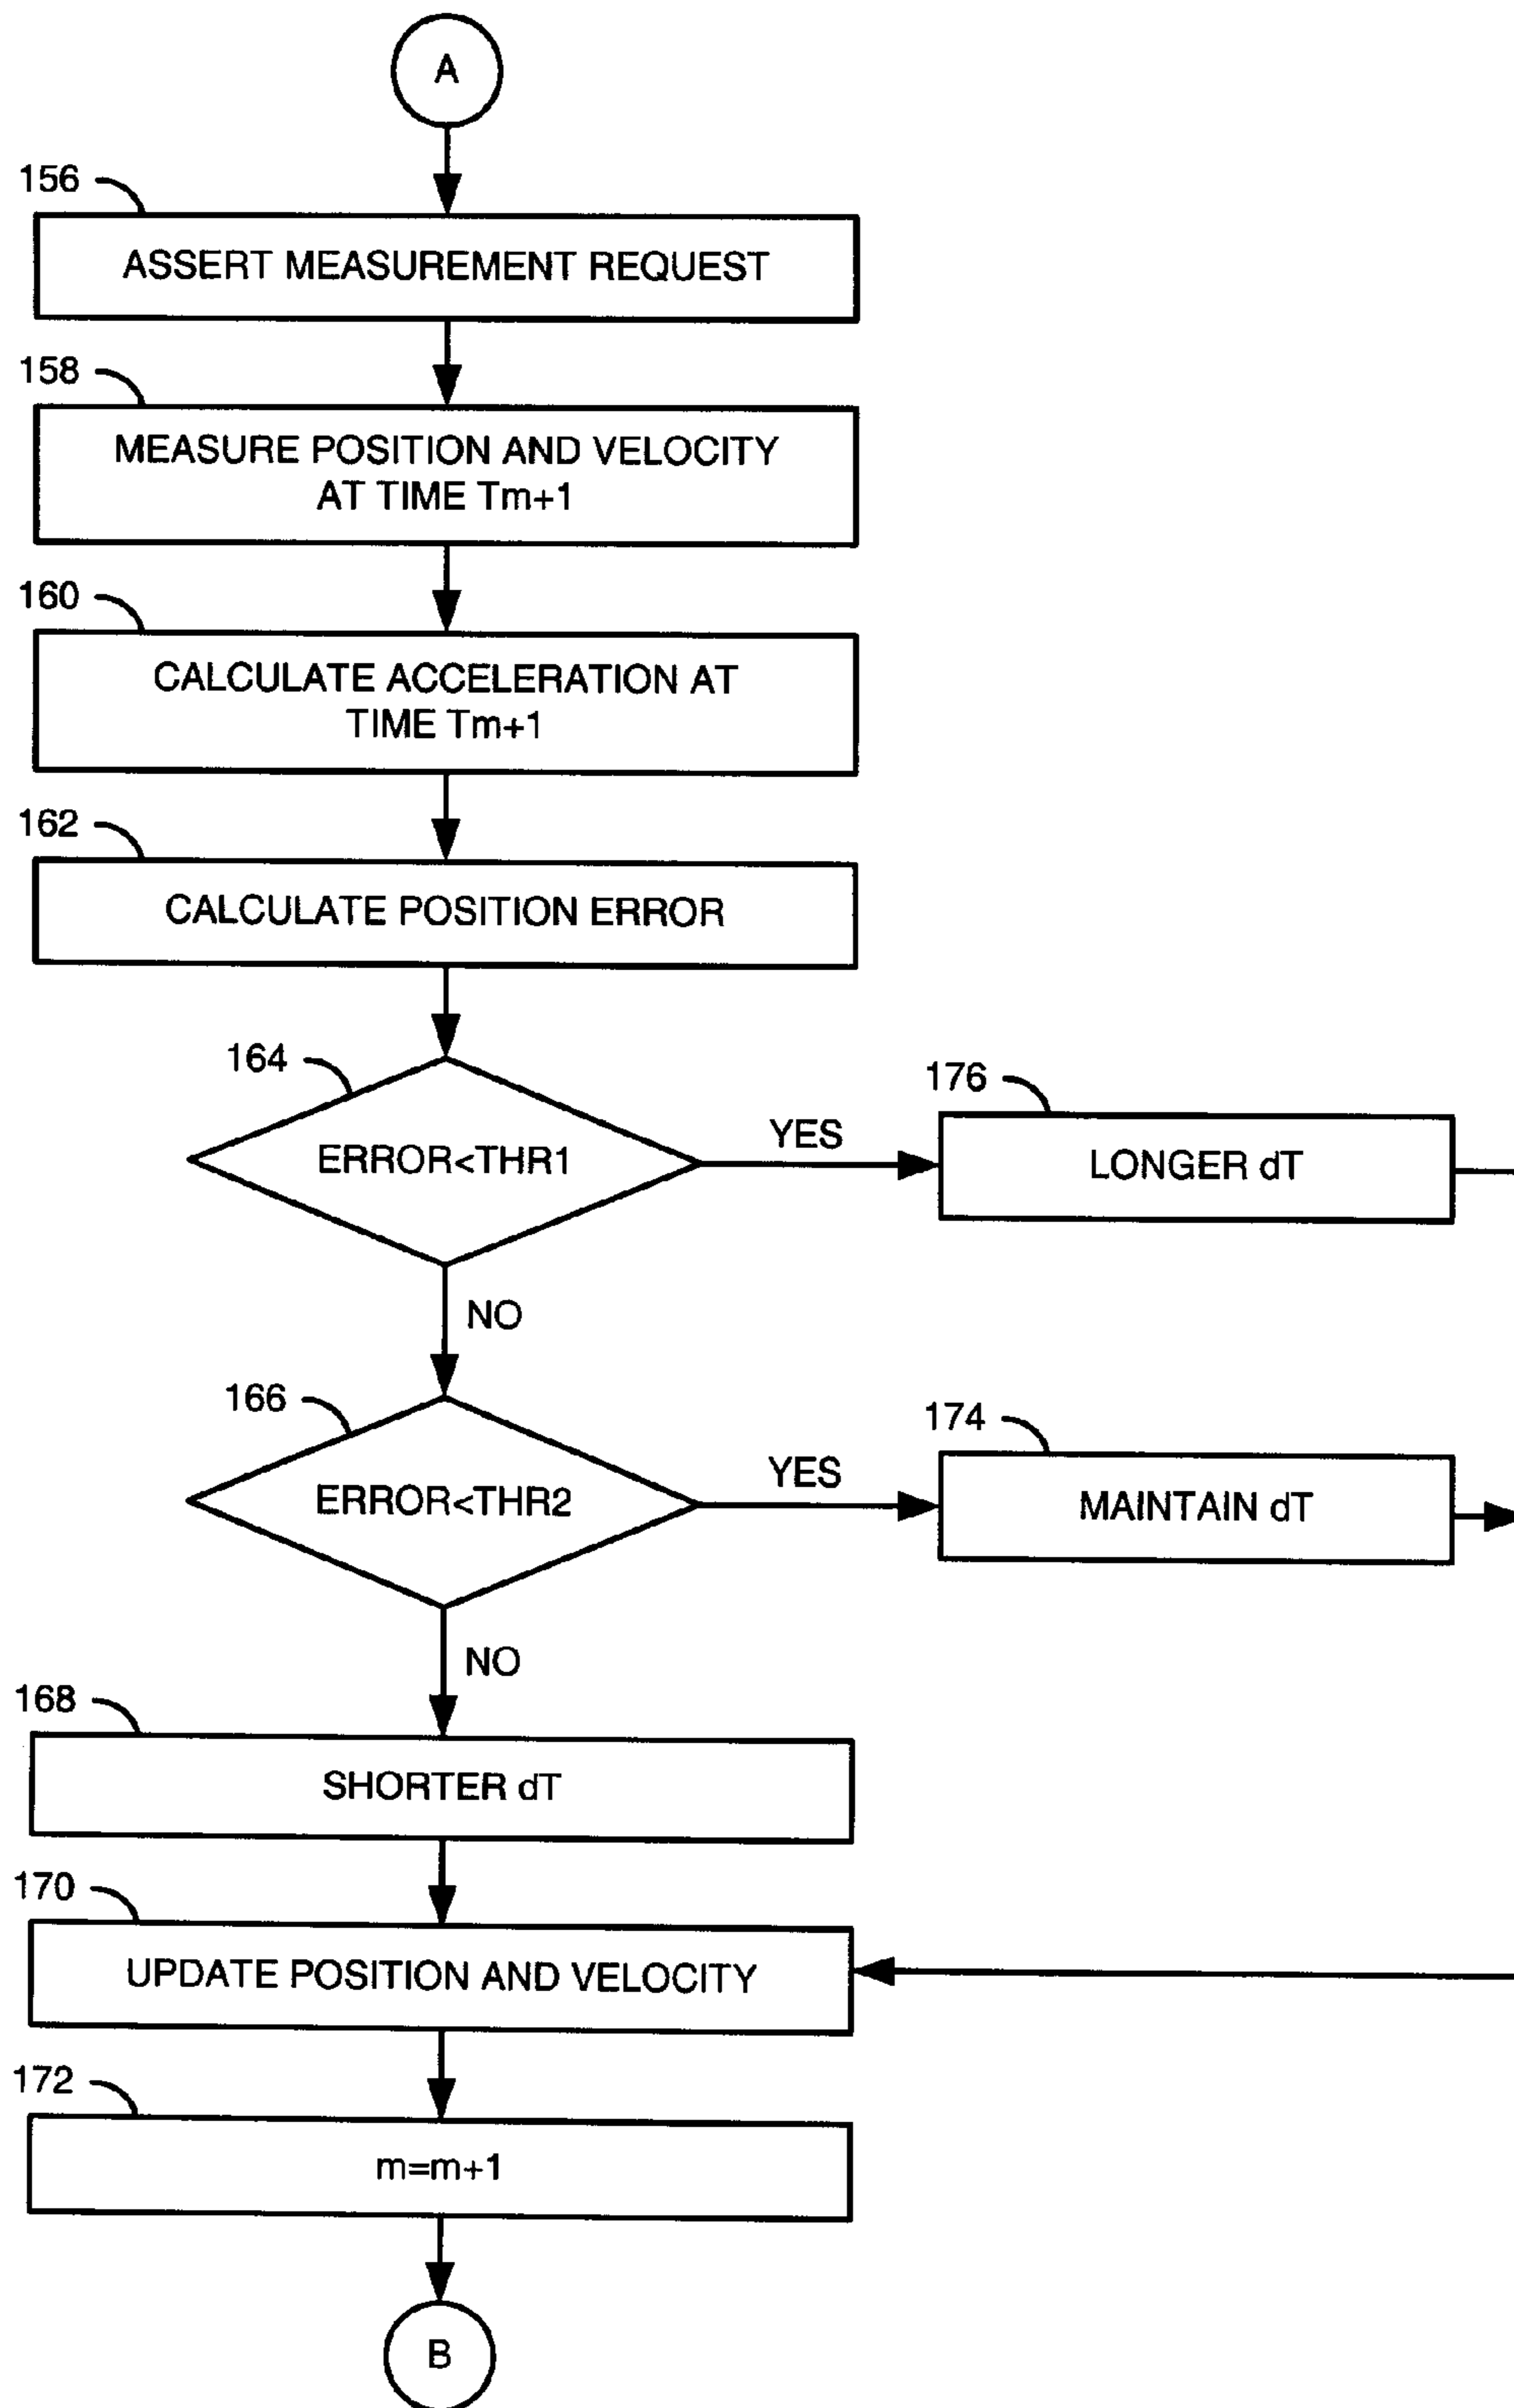 A
156
ASSERT MEASUREMENT REQUEST
158
MEASURE POSITION AND VELOCITY
AT TIME Tm+1
160
CALCULATE ACCELERATION AT
TIME Tm+1
162
CALCULATE POSITION ERROR
164
ERROR<THR1
YES
176
LONGER dT
NO
166
ERROR<THR2
YES
174
MAINTAIN dT
NO
168
SHORTER dT
170
UPDATE POSITION AND VELOCITY
172
m=m+1
B